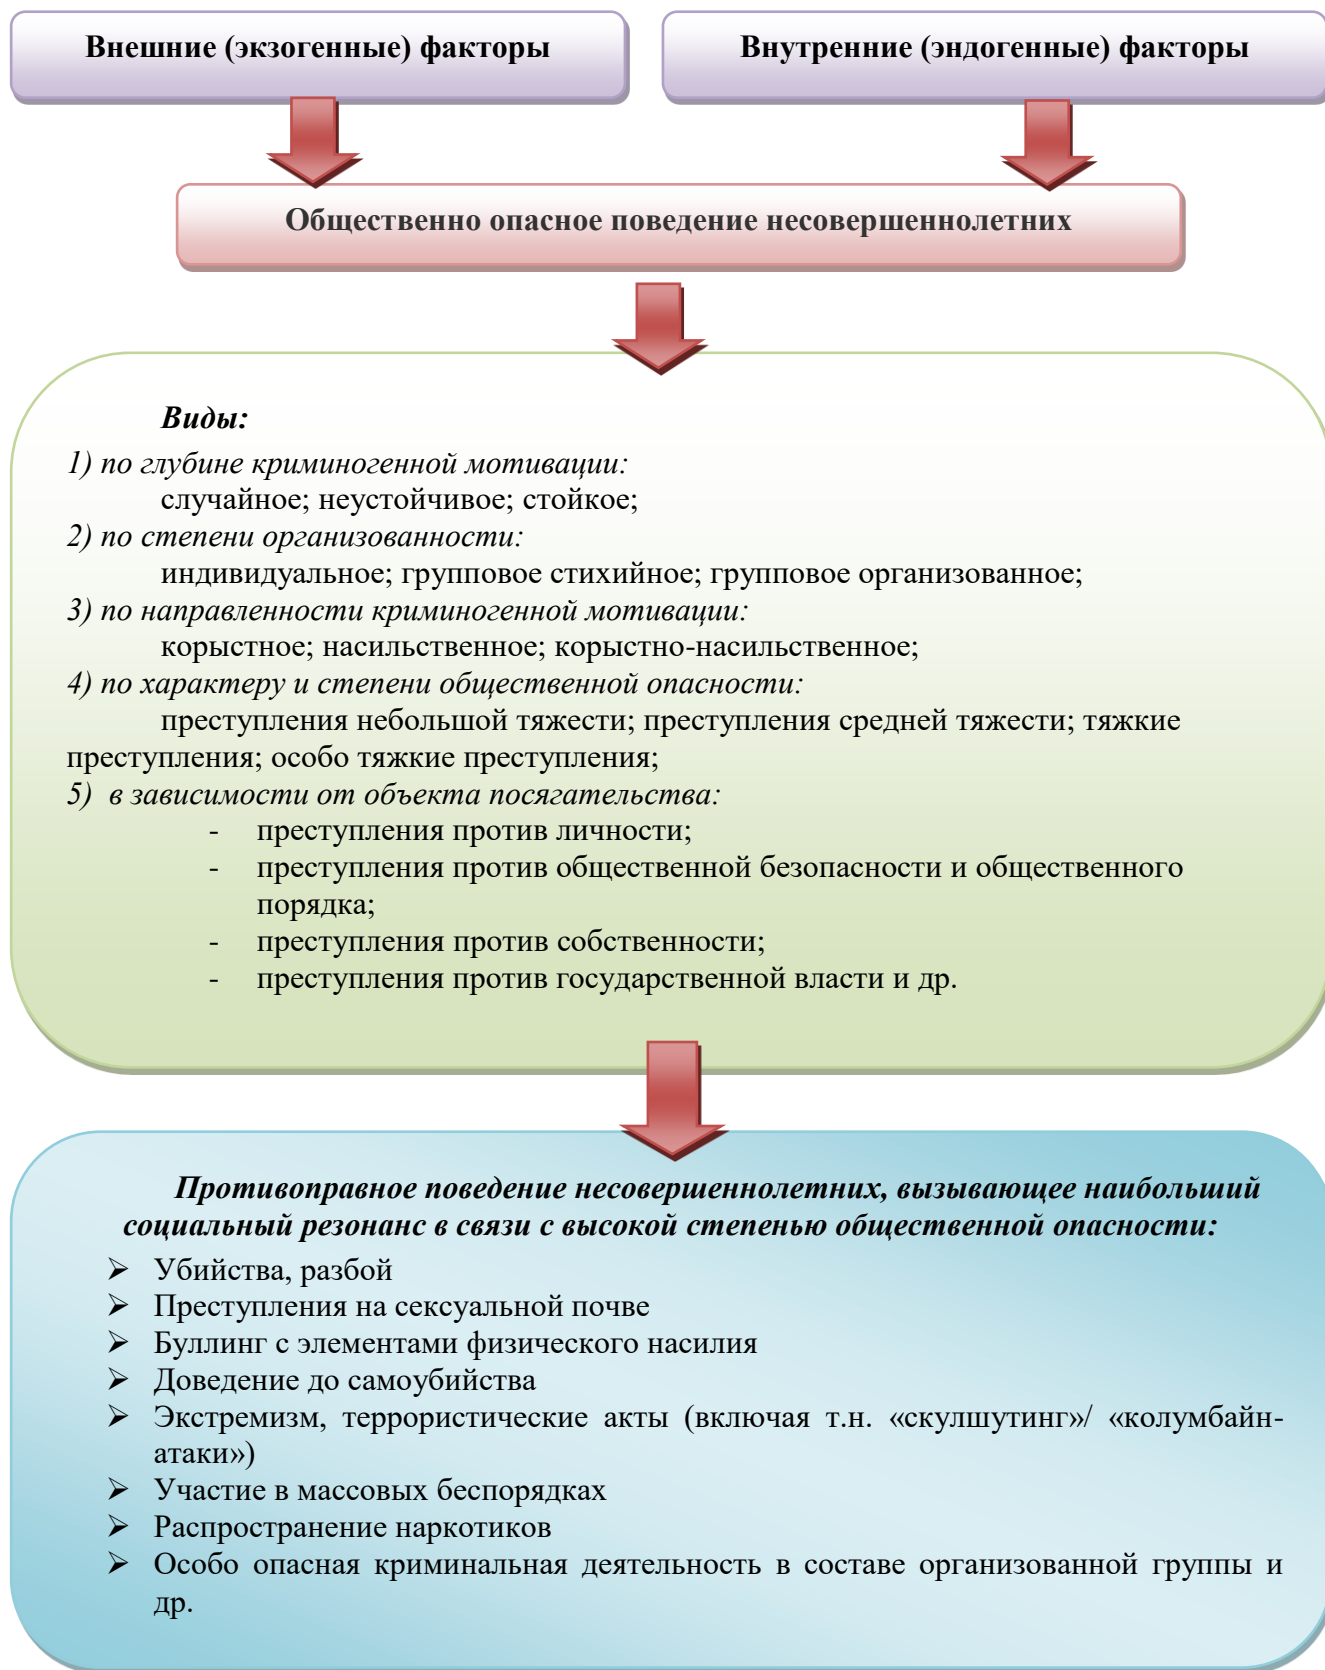 Внешние (экзогенные) факторы
Внутренние (эндогенные) факторы
Общественно опасное поведение несовершеннолетних
Виды:
1) по глубине криминогенной мотивации:
случайное; неустойчивое; стойкое;
2) по степени организованности:
индивидуальное; групповое стихийное; групповое организованное;
3) по направленности криминогенной мотивации:
корыстное; насильственное; корыстно-насильственное;
4) по характеру и степени общественной опасности:
преступления небольшой тяжести; преступления средней тяжести; тяжкие
преступления; особо тяжкие преступления;
5) в зависимости от объекта посягательства:
- преступления против личности;
- преступления против общественной безопасности и общественного
порядка;
- преступления против собственности;
- преступления против государственной власти и др.
Противоправное поведение несовершеннолетних, вызывающее наибольший
социальный резонанс в связи с высокой степенью общественной опасности:
➢ Убийства, разбой
➢ Преступления на сексуальной почве
➢ Буллинг с элементами физического насилия
➢ Доведение до самоубийства
➢ Экстремизм, террористические акты (включая т.н. «скулшутинг»/ «колумбайн-
атаки»)
➢ Участие в массовых беспорядках
➢ Распространение наркотиков
➢ Особо опасная криминальная деятельность в составе организованной группы и
др.